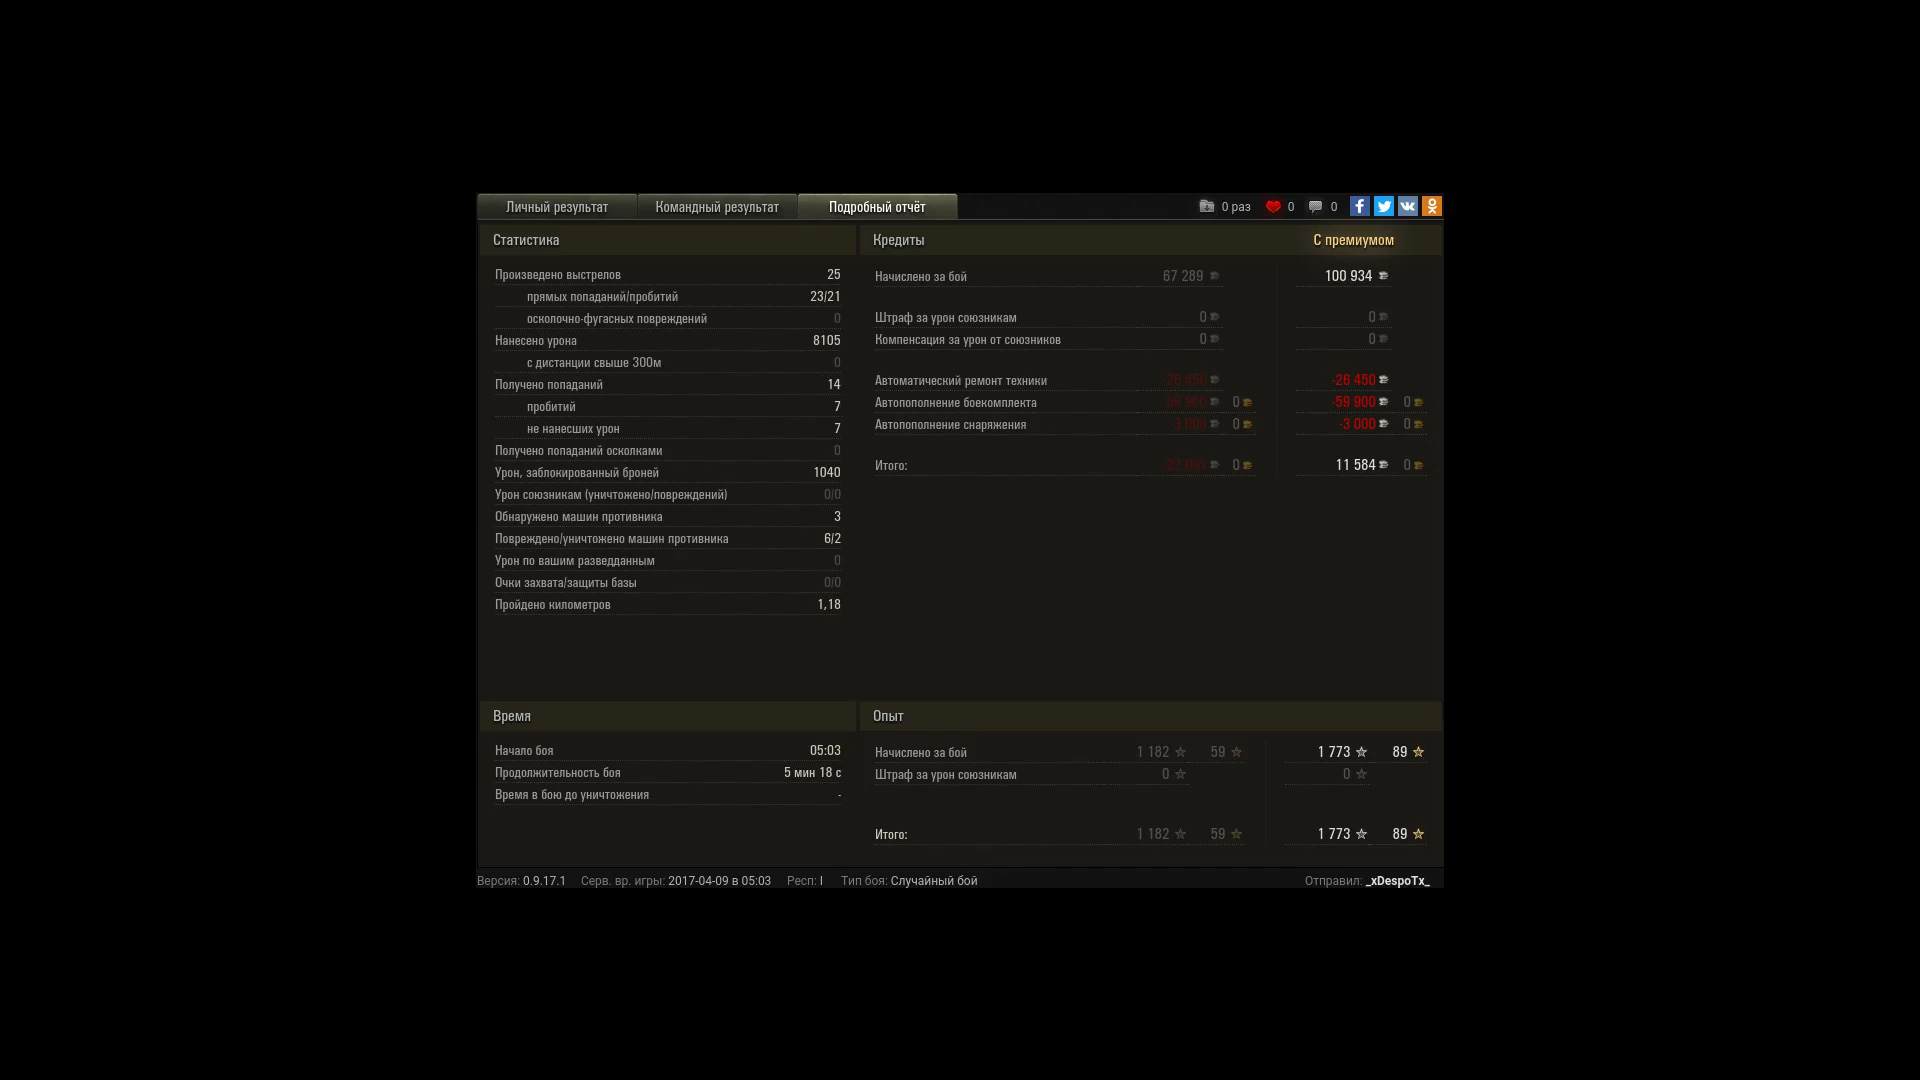 Личный результат Командный результат Подробный отчёт 0 раз 0 0
Статистика
Произведено выстрелов 25
прямых попаданий/пробитий 23/21
осколочно-фугасных повреждений 0
Нанесено урона 8105
с дистанции свыше 300м 0
Получено попаданий 14
пробитий 7
не нанесших урон 7
Получено попаданий осколками 0
Урон, заблокированный броней 1040
Урон союзникам (уничтожено/повреждений) 0/0
Обнаружено машин противника 3
Повреждено/уничтожено машин противника 6/2
Урон по вашим разведданным 0
Очки захвата/защиты базы 0/0
Пройдено километров 1,18
Кредиты С премиумом
Начислено за бой 67 289 100 934
Штраф за урон союзникам 0 0
Компенсация за урон от союзников 0 0
Автоматический ремонт техники -26 450 -26 450
Автопополнение боекомплекта -59 900 0 -59 900 0
Автопополнение снаряжения -3 000 0 -3 000 0
Итого: 0 11 584 0
Время
Начало боя 05:03
Продолжительность боя 5 мин 18 с
Время в бою до уничтожения -
Опыт
Начислено за бой 1 182 59 1 773 89
Штраф за урон союзникам 0 0
Итого: 1 182 59 1 773 89
Версия: 0.9.17.1 Серв. вр. игры: 2017-04-09 в 05:03 Респ: I Тип боя: Случайный бой Отправил: _xDespoTx_